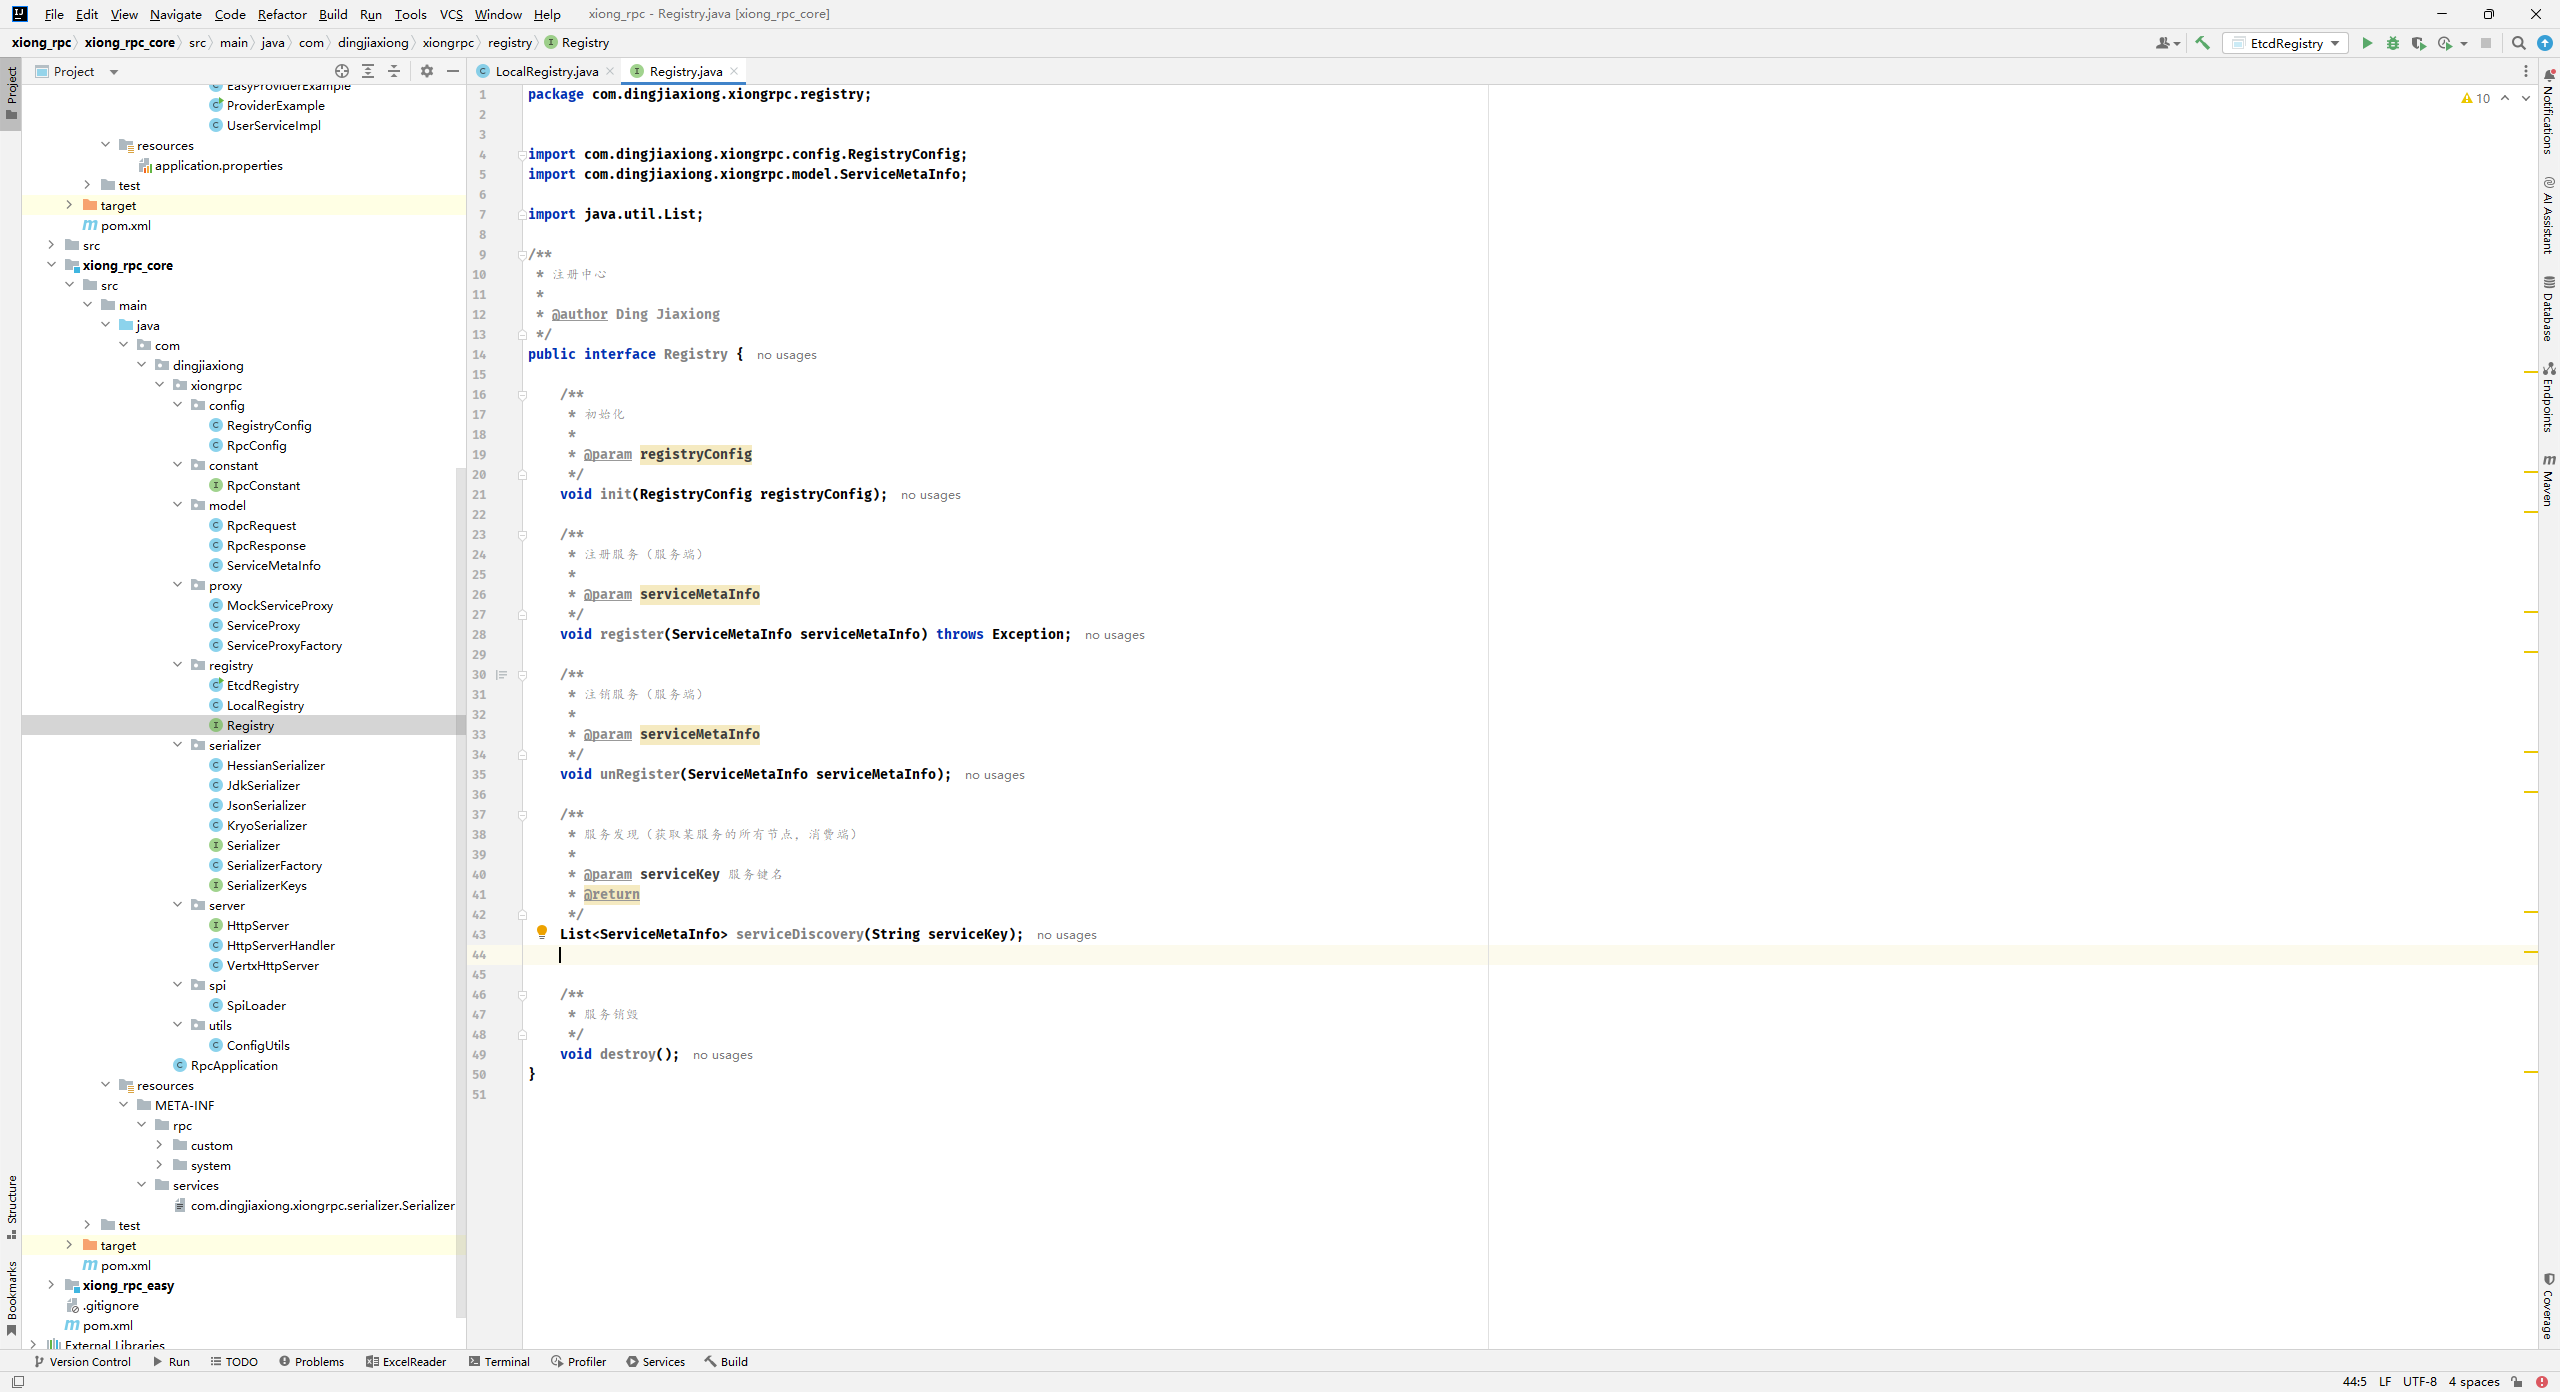 File Edit View Navigate Code Refactor Build Run Tools VCS Window Help xiong_rpc - Registry.java [xiong_rpc_core]
xiong_rpc xiong_rpc_core src main java com dingjiaxiong xiongrpc registry Registry
EtcdRegistry
Project
LocalRegistry.java
Registry.java
Project
EasyProviderExample
ProviderExample
UserServiceImpl
resources
application.properties
test
target
pom.xml
src
xiong_rpc_core
src
main
java
com
dingjiaxiong
xiongrpc
config
RegistryConfig
RpcConfig
constant
RpcConstant
model
RpcRequest
RpcResponse
ServiceMetaInfo
proxy
MockServiceProxy
ServiceProxy
ServiceProxyFactory
registry
EtcdRegistry
LocalRegistry
Registry
serializer
HessianSerializer
JdkSerializer
JsonSerializer
KryoSerializer
Serializer
SerializerFactory
SerializerKeys
server
HttpServer
HttpServerHandler
VertxHttpServer
spi
SpiLoader
utils
ConfigUtils
RpcApplication
resources
META-INF
rpc
custom
system
services
com.dingjiaxiong.xiongrpc.serializer.Serializer
test
target
pom.xml
xiong_rpc_easy
.gitignore
pom.xml
External Libraries
Structure
Bookmarks
1 package com.dingjiaxiong.xiongrpc.registry;
2
3
4 import com.dingjiaxiong.xiongrpc.config.RegistryConfig;
5 import com.dingjiaxiong.xiongrpc.model.ServiceMetaInfo;
6
7 import java.util.List;
8
9 /**
10 * 注册中心
11 *
12 * @author Ding Jiaxiong
13 */
14 public interface Registry { no usages
15
16 /**
17 * 初始化
18 *
19 * @param registryConfig
20 */
21 void init(RegistryConfig registryConfig); no usages
22
23 /**
24 * 注册服务（服务端）
25 *
26 * @param serviceMetaInfo
27 */
28 void register(ServiceMetaInfo serviceMetaInfo) throws Exception; no usages
29
30 /**
31 * 注销服务（服务端）
32 *
33 * @param serviceMetaInfo
34 */
35 void unRegister(ServiceMetaInfo serviceMetaInfo); no usages
36
37 /**
38 * 服务发现（获取某服务的所有节点，消费端）
39 *
40 * @param serviceKey 服务键名
41 * @return
42 */
43 List<ServiceMetaInfo> serviceDiscovery(String serviceKey); no usages
44
45
46 /**
47 * 服务销毁
48 */
49 void destroy(); no usages
50 }
51
10
Notifications
AI Assistant
Database
Endpoints
Maven
Coverage
Version Control Run TODO Problems ExcelReader Terminal Profiler Services Build
44:5 LF UTF-8 4 spaces